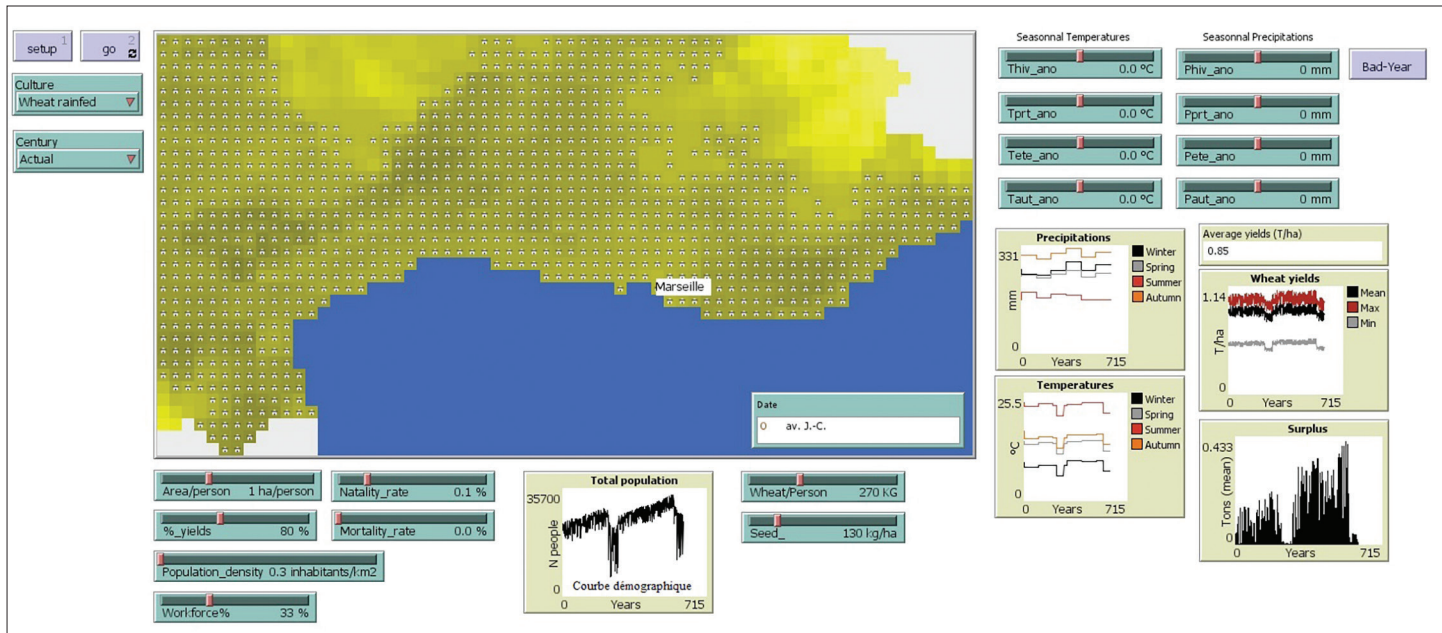 setup 1
go 2
Culture
Wheat rainfed
Century
Actual
Marseille
Date
0 av. J.-C.
Seasonnal Temperatures
Seasonnal Precipitations
Thiv_ano 0.0 ºC
Phiv_ano 0 mm
Bad-Year
Tprt_ano 0.0 ºC
Pprt_ano 0 mm
Tete_ano 0.0 ºC
Pete_ano 0 mm
Taut_ano 0.0 ºC
Paut_ano 0 mm
Precipitations
331
mm
0
0 Years 715
Winter
Spring
Summer
Autumn
Average yields (T/ha)
0.85
Wheat yields
1.14
T/ha
0
0 Years 715
Mean
Max
Min
Temperatures
25.5
ºC
0
0 Years 715
Winter
Spring
Summer
Autumn
Surplus
0.433
Tons (mean)
0
0 Years 715
Area/person 1 ha/person
Natality_rate 0.1 %
%_yields 80 %
Mortality_rate 0.0 %
Population_density 0.3 inhabitants/km2
Workforce% 33 %
Total population
35700
N people
0
Courbe démographique
0 Years 715
Wheat/Person 270 KG
Seed_ 130 kg/ha